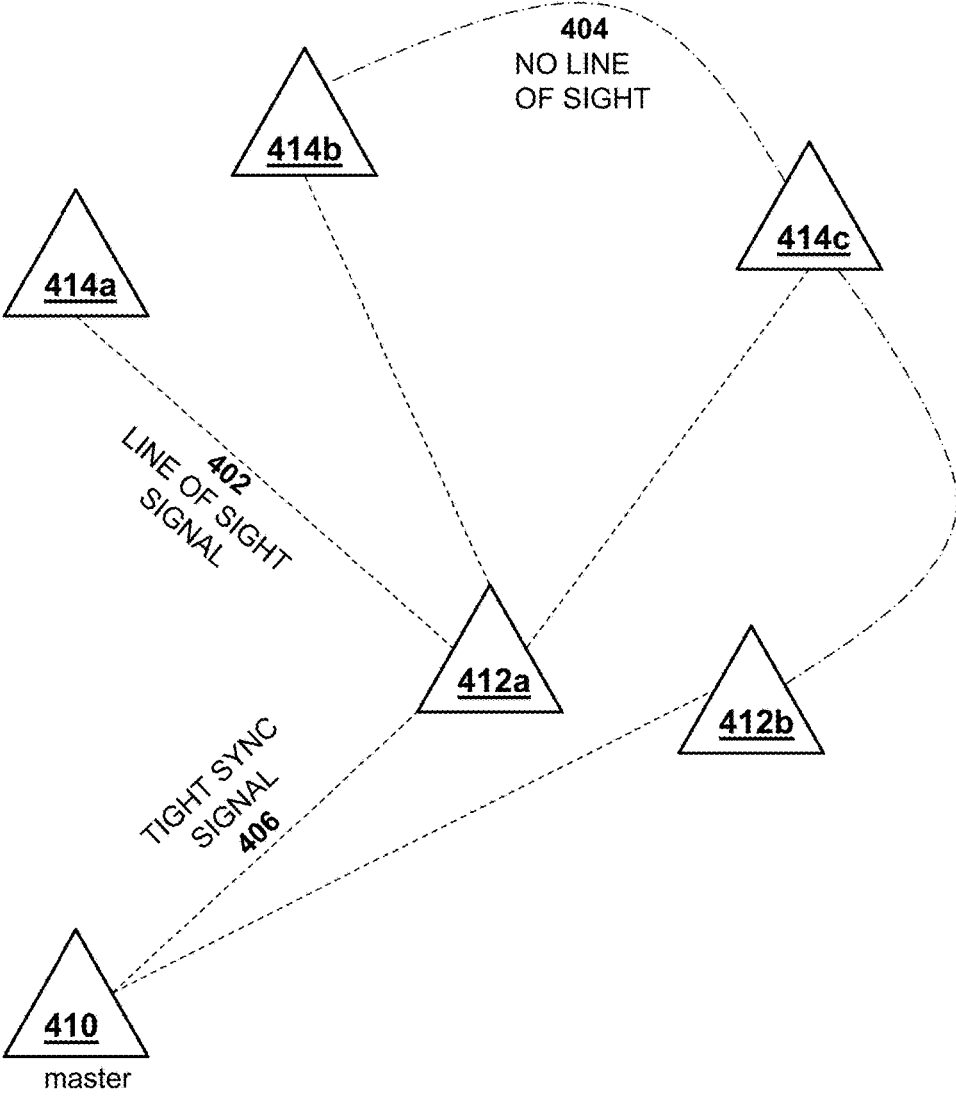 404
NO LINE
OF SIGHT
414b
414c
414a
402
LINE OF SIGHT
SIGNAL
412a
412b
TIGHT SYNC
SIGNAL
406
410
master